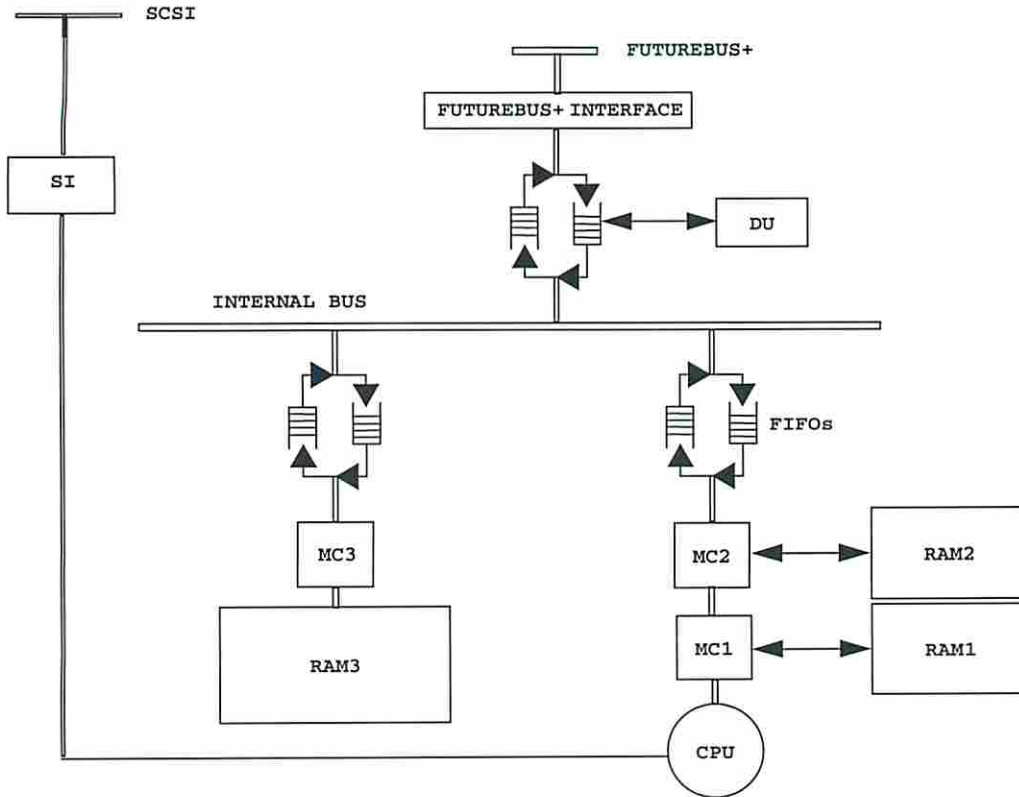 SCSI
FUTUREBUS+
FUTUREBUS+ INTERFACE
SI
DU
INTERNAL BUS
FIFOs
MC3
MC2
RAM2
RAM3
MC1
RAM1
CPU